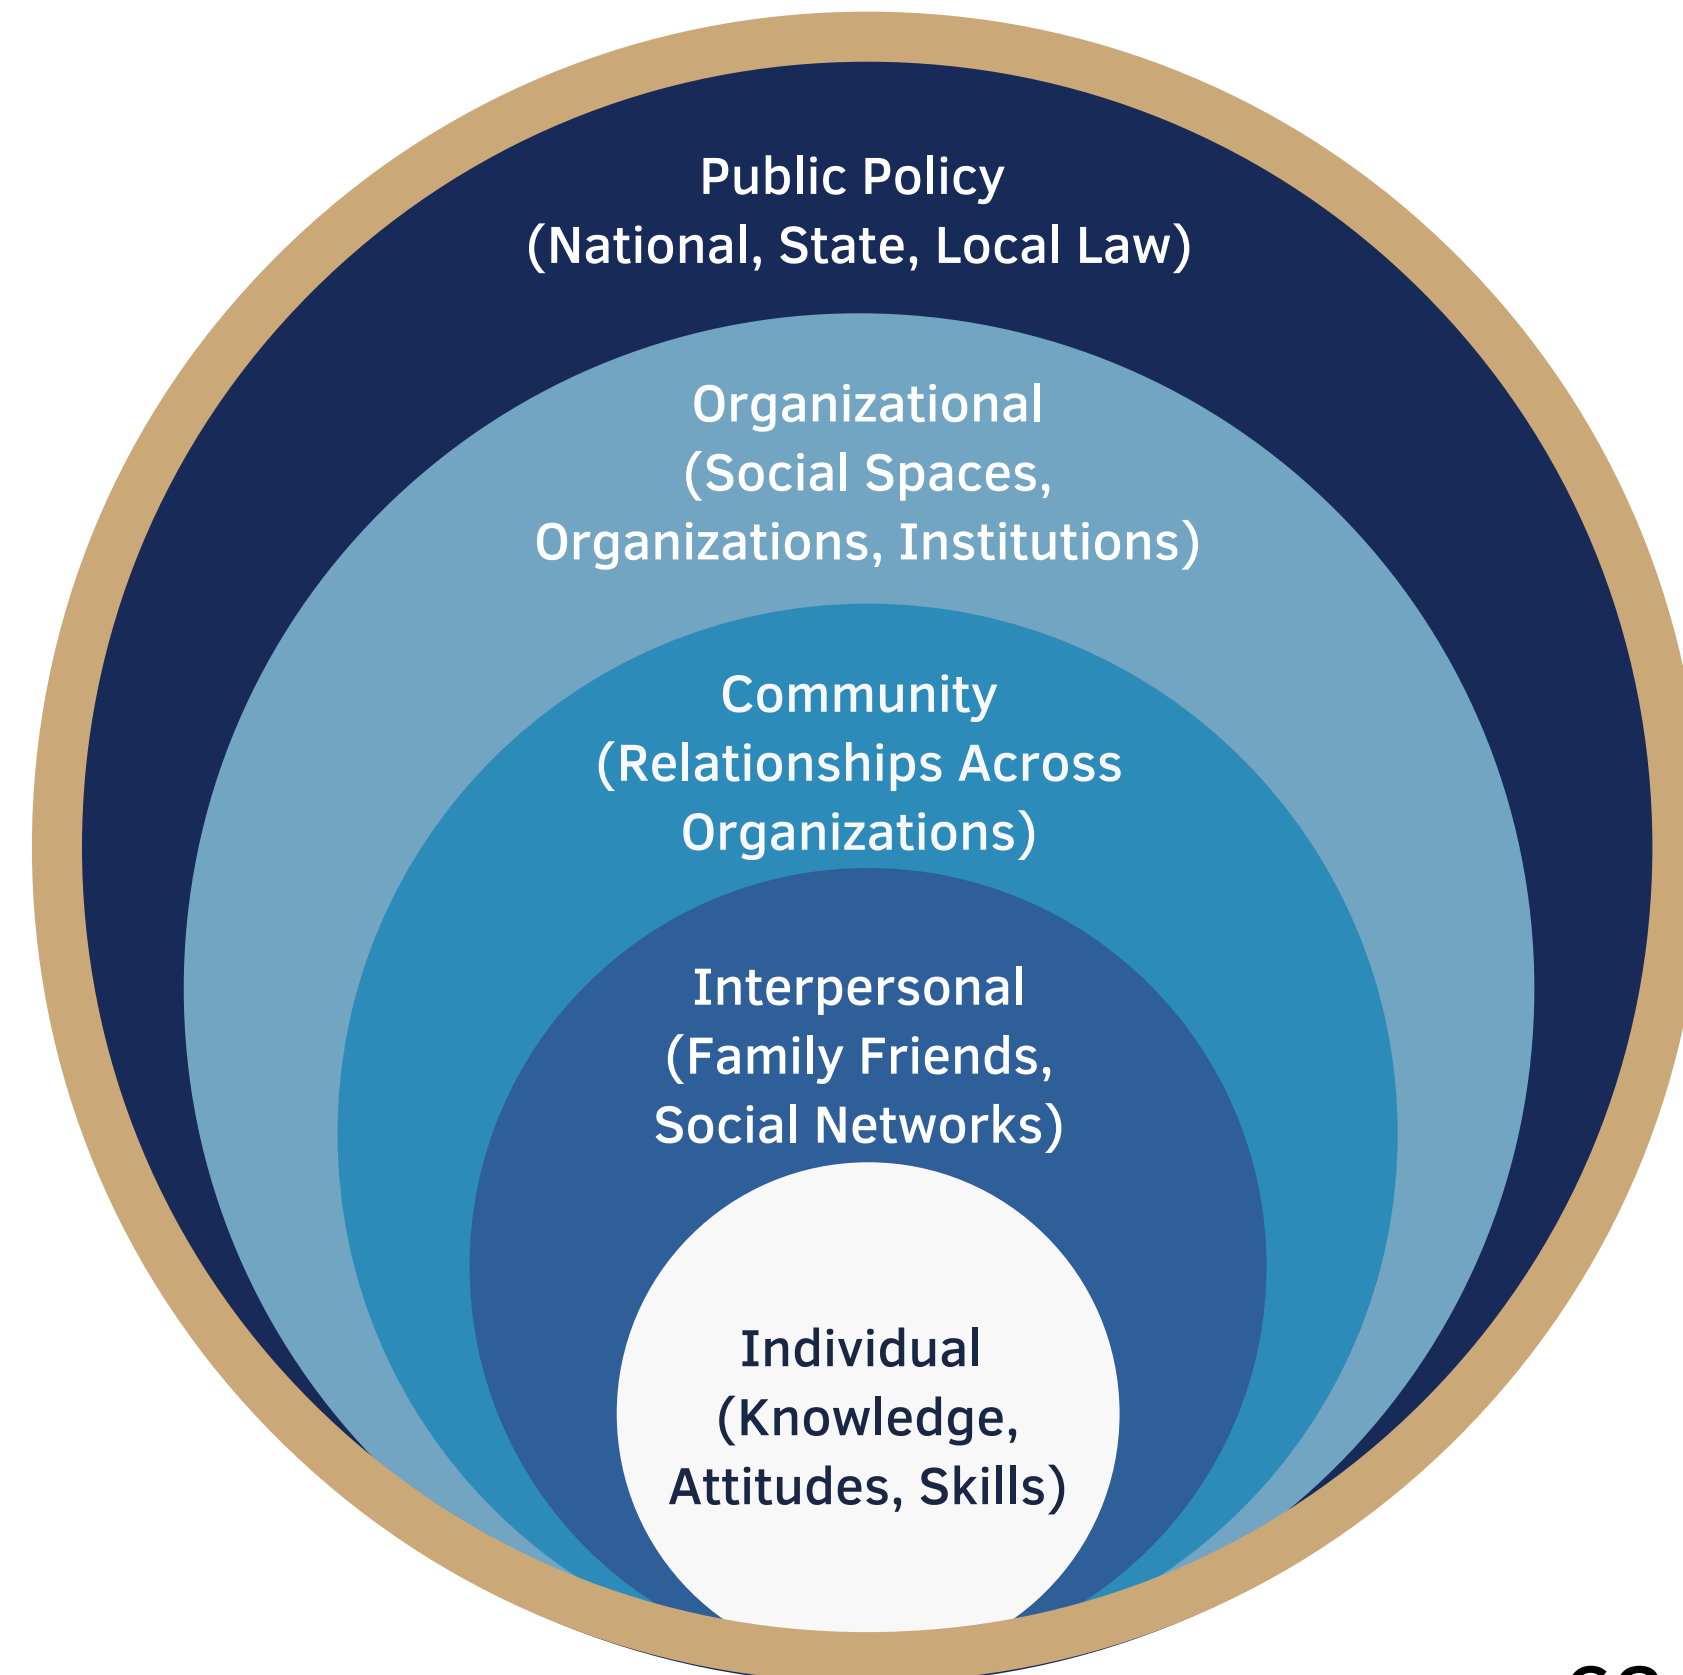 Public Policy
(National, State, Local Law)
Organizational
(Social Spaces,
Organizations, Institutions)
Community
(Relationships Across
Organizations)
Interpersonal
(Family Friends,
Social Networks)
Individual
(Knowledge,
Attitudes, Skills)